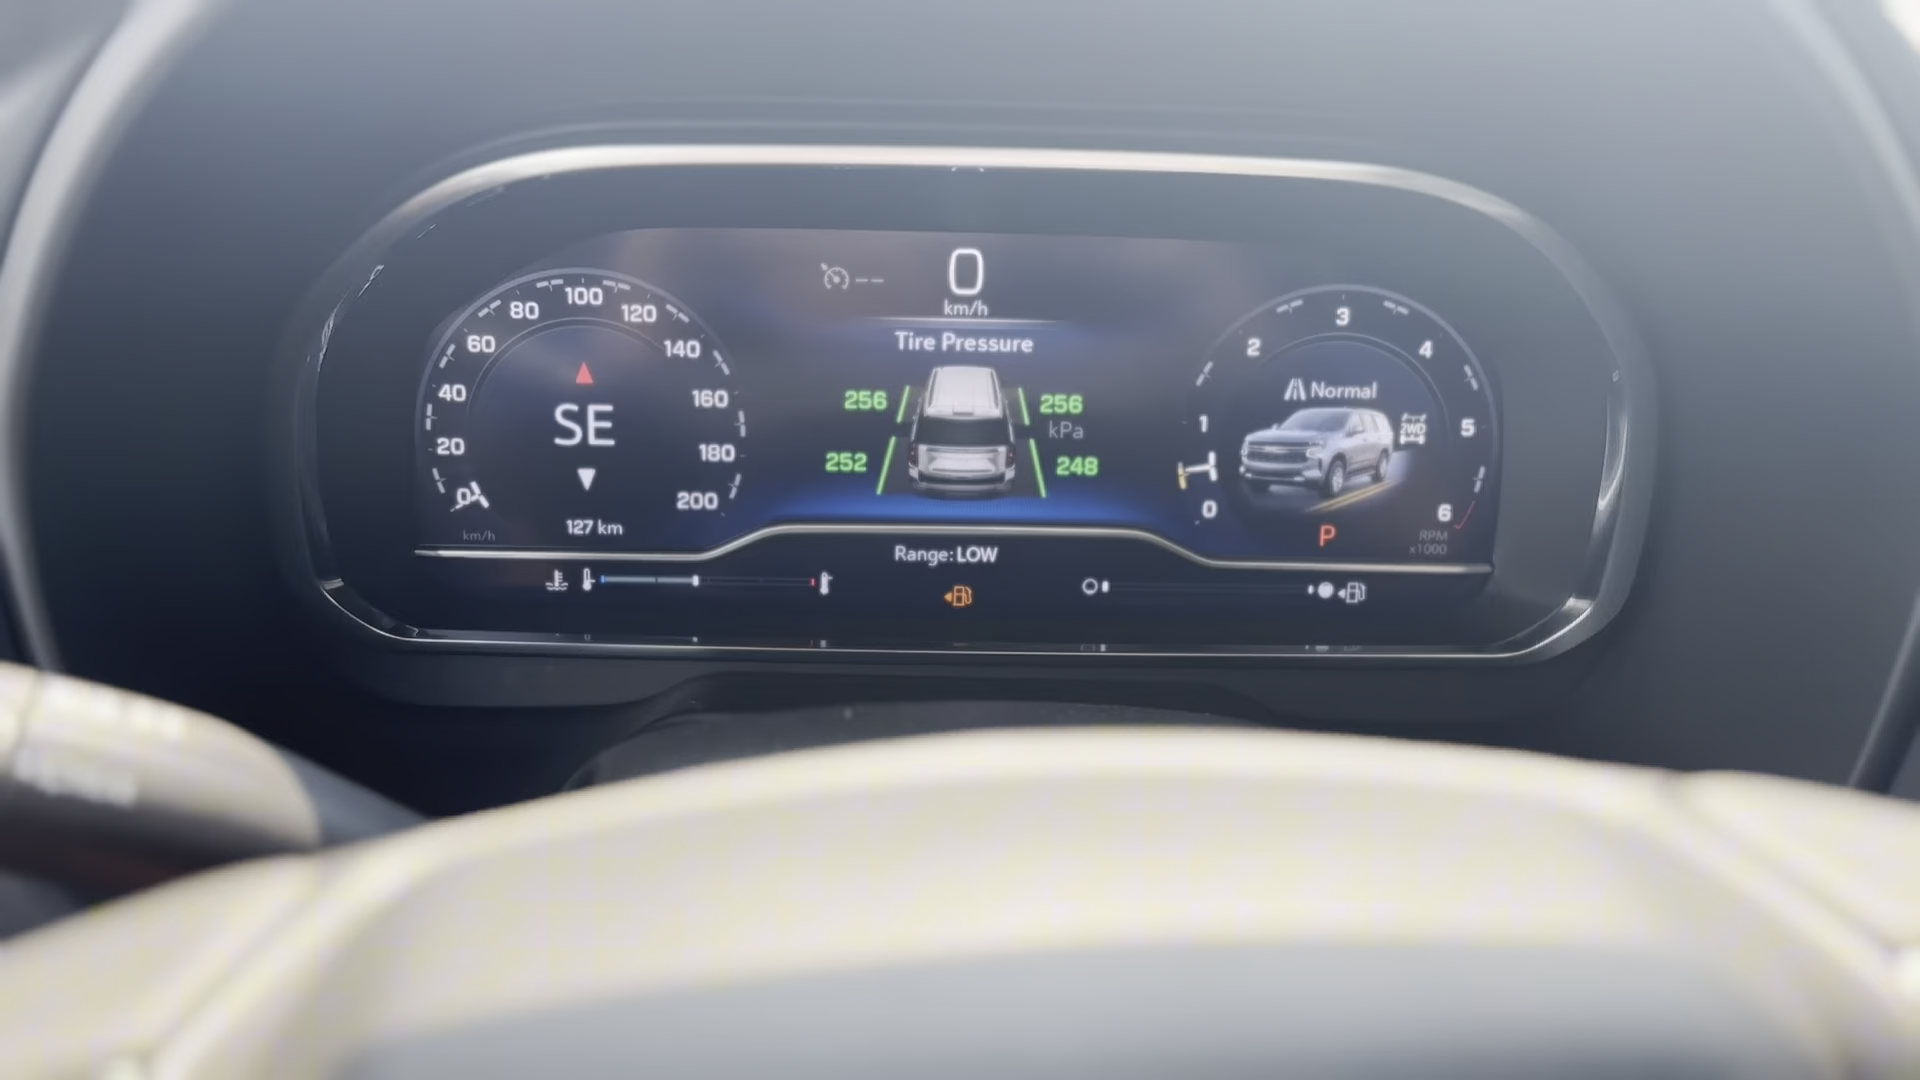 0
km/h
Tire Pressure
256
256
kPa
252
248
0
20
40
60
80
100
120
140
160
180
200
km/h
SE
127 km
0
1
2
3
4
5
6
RPM
x1000
Normal
2WD
P
Range: LOW